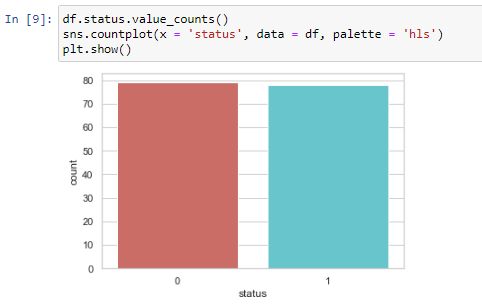 In [9]: df.status.value_counts()
sns.countplot(x = 'status', data = df, palette = 'hls')
plt.show()
80
70
60
50
40
30
20
10
0
count
0 1
status